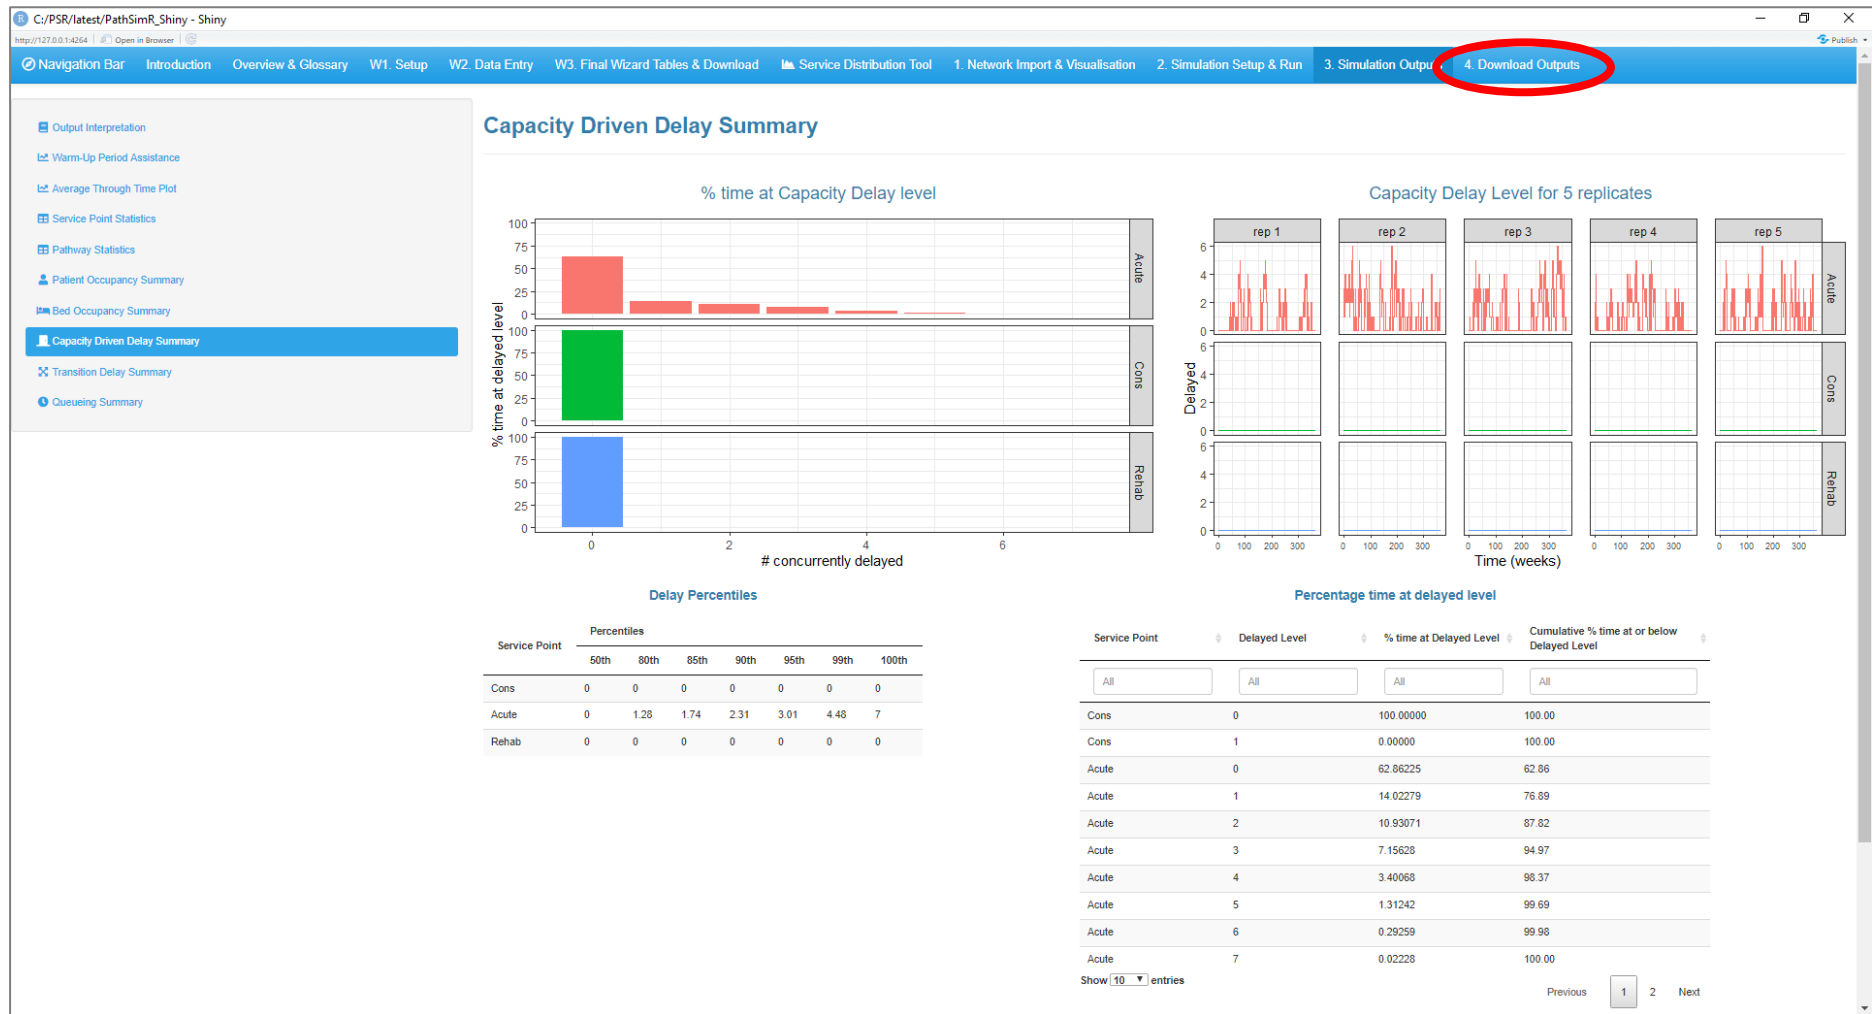 C:/PSR/latest/PathSimR_Shiny - Shiny
http://127.0.0.1:4264 Open in Browser Publish
Navigation Bar Introduction Overview & Glossary W1. Setup W2. Data Entry W3. Final Wizard Tables & Download Service Distribution Tool 1. Network Import & Visualisation 2. Simulation Setup & Run 3. Simulation Outpu 4. Download Outputs
Output Interpretation
Warm-Up Period Assistance
Average Through Time Plot
Service Point Statistics
Pathway Statistics
Patient Occupancy Summary
Bed Occupancy Summary
Capacity Driven Delay Summary
Transition Delay Summary
Queueing Summary
Capacity Driven Delay Summary
% time at Capacity Delay level
% time at delayed level
100
75
50
25
0
Acute
100
75
50
25
0
Cons
100
75
50
25
0
Rehab
0 2 4 6
# concurrently delayed
Capacity Delay Level for 5 replicates
rep 1 rep 2 rep 3 rep 4 rep 5
Delayed
6
4
2
0
Acute
6
4
2
0
Cons
6
4
2
0
Rehab
0 100 200 300 0 100 200 300 0 100 200 300 0 100 200 300 0 100 200 300
Time (weeks)
Delay Percentiles
Service Point Percentiles
50th 80th 85th 90th 95th 99th 100th
Cons 0 0 0 0 0 0 0
Acute 0 1.28 1.74 2.31 3.01 4.48 7
Rehab 0 0 0 0 0 0 0
Percentage time at delayed level
Service Point Delayed Level % time at Delayed Level Cumulative % time at or below
Delayed Level
All All All All
Cons 0 100.00000 100.00
Cons 1 0.00000 100.00
Acute 0 62.86225 62.86
Acute 1 14.02279 76.89
Acute 2 10.93071 87.82
Acute 3 7.15628 94.97
Acute 4 3.40068 98.37
Acute 5 1.31242 99.69
Acute 6 0.29259 99.98
Acute 7 0.02228 100.00
Show 10 entries
Previous 1 2 Next